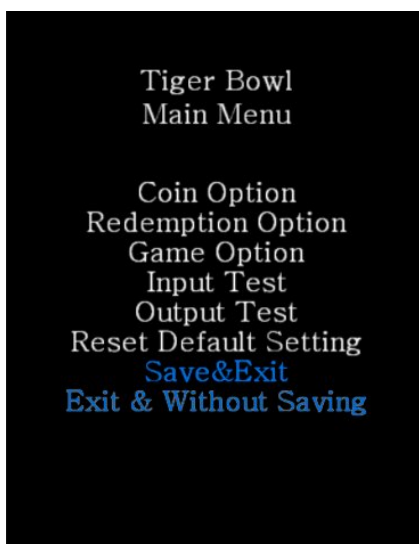 Tiger Bowl
Main Menu
Coin Option
Redemption Option
Game Option
Input Test
Output Test
Reset Default Setting
Save&Exit
Exit & Without Saving